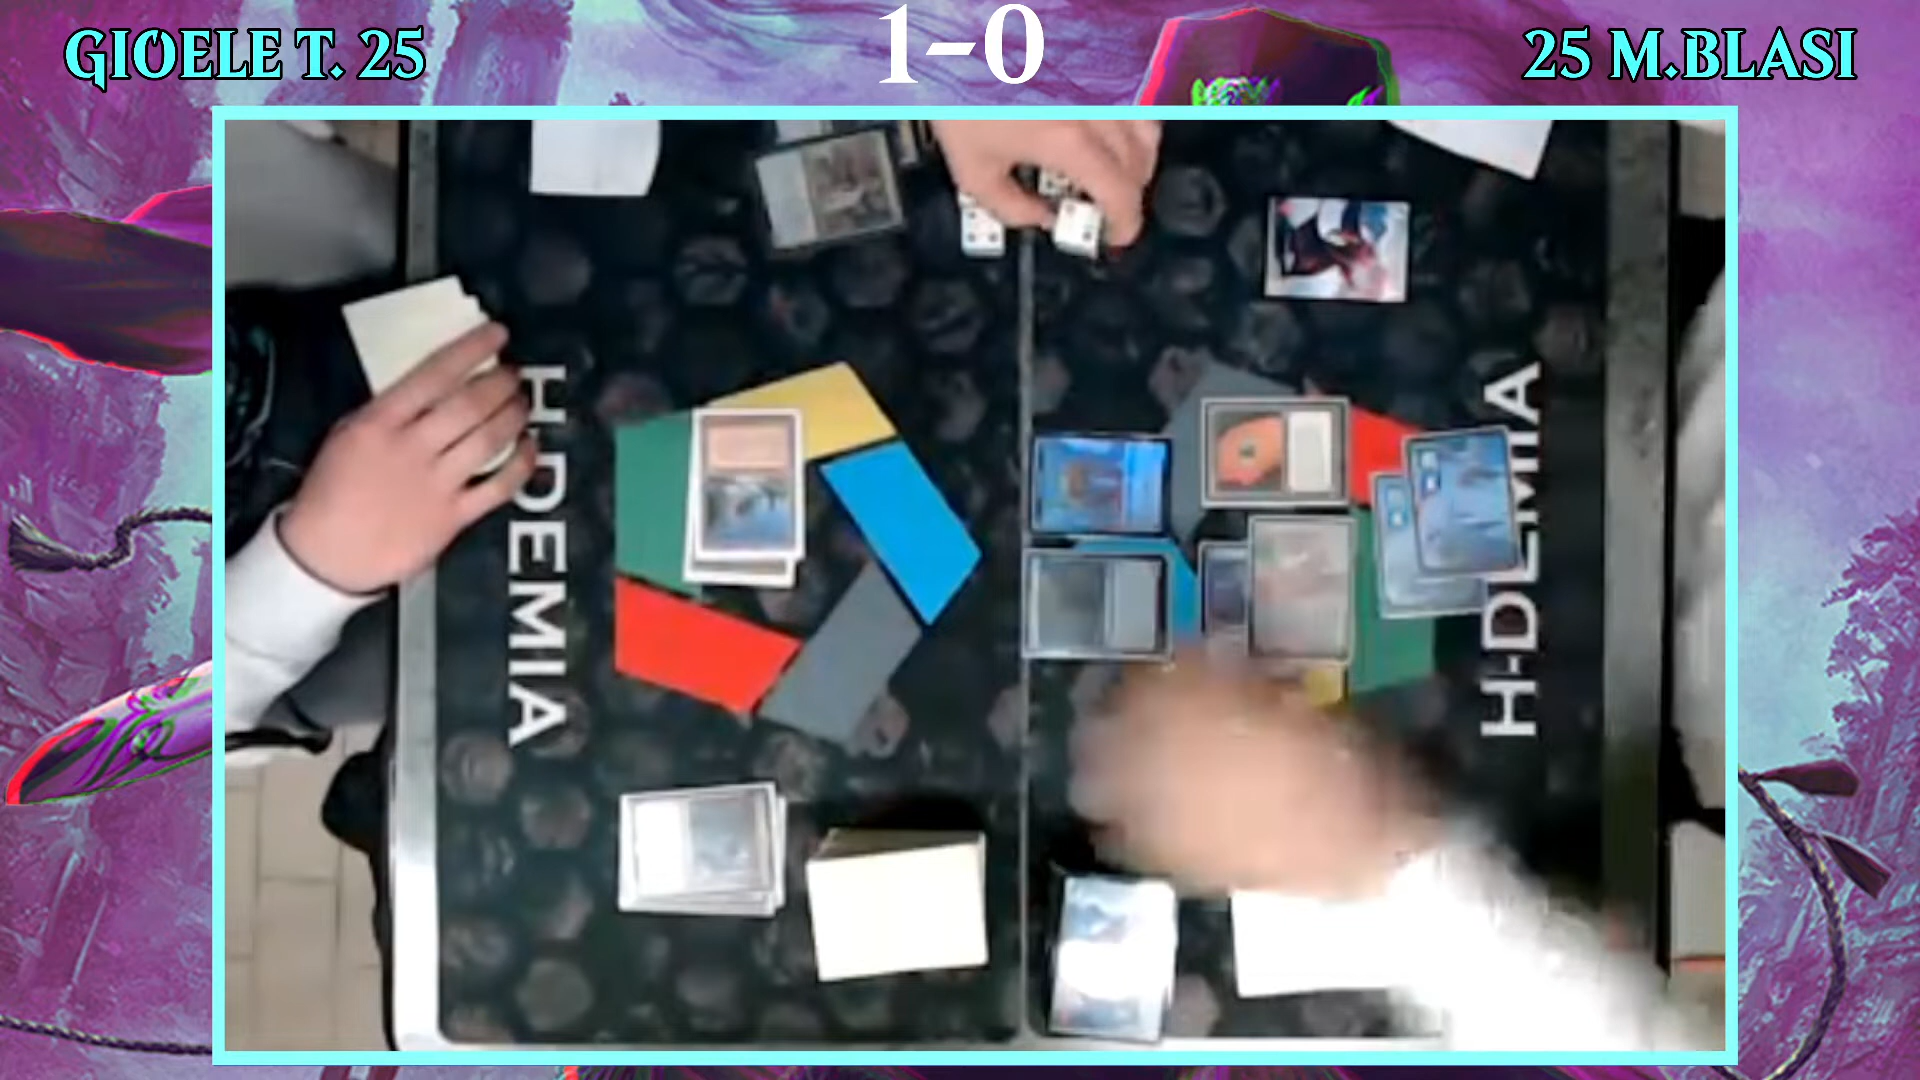 GIOELE T. 25
1-0
25 M.BLASI
H-DEMIA
H-DEMIA